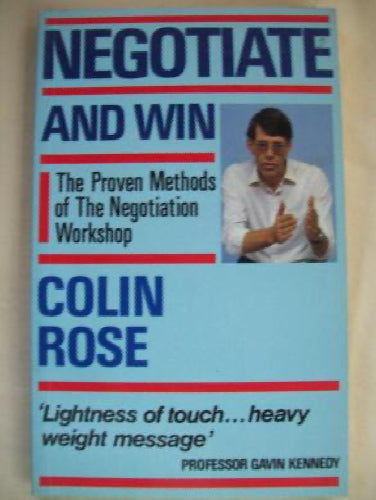 NEGOTIATE
AND WIN
The Proven Methods
of The Negotiation
Workshop
COLIN
ROSE
'Lightness of touch...heavy
weight message'
PROFESSOR GAVIN KENNEDY